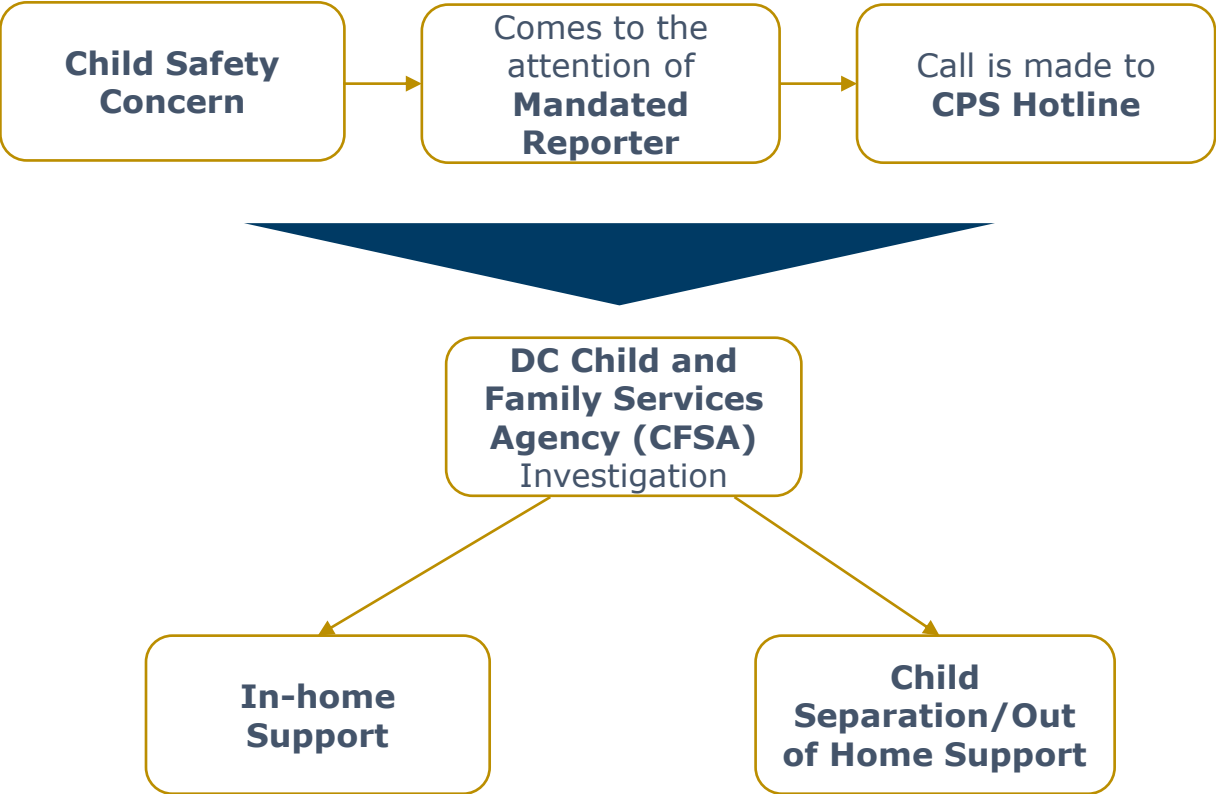 Child Safety
Concern
Comes to the
attention of
Mandated
Reporter
Call is made to
CPS Hotline
DC Child and
Family Services
Agency (CFSA)
Investigation
In-home
Support
Child
Separation/Out
of Home Support